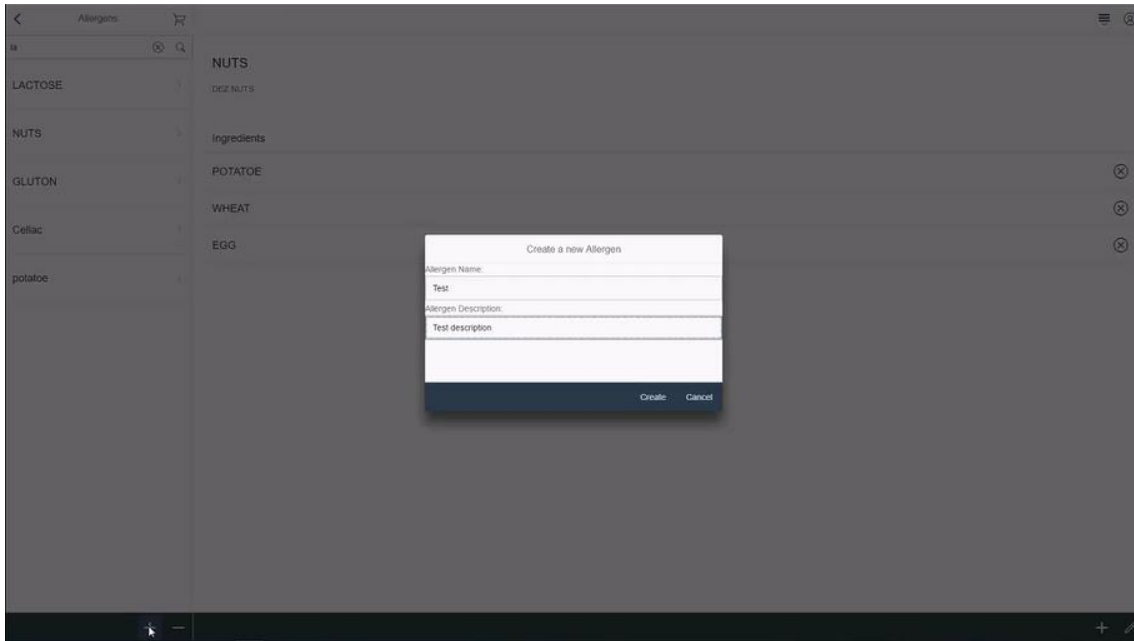 Allergens
la
LACTOSE
NUTS
GLUTON
Celiac
potatoe
NUTS
DEZ NUTS
Ingredients
POTATOE
WHEAT
EGG
Create a new Allergen
Allergen Name:
Test
Allergen Description:
Test description
Create Cancel